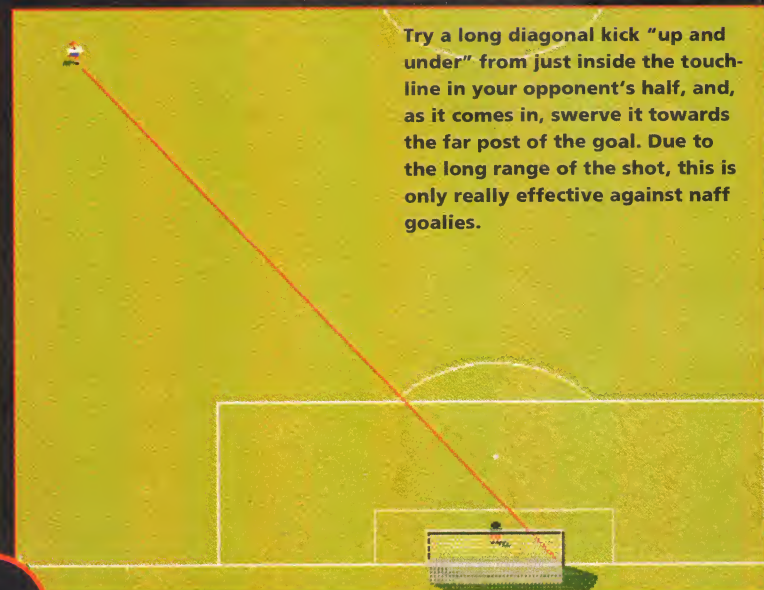 Try a long diagonal kick “up and
under” from just inside the touch-
line in your opponent's half, and,
as it comes in, swerve it towards
the far post of the goal. Due to
the long range of the shot, this is
only really effective against naff
goalies.